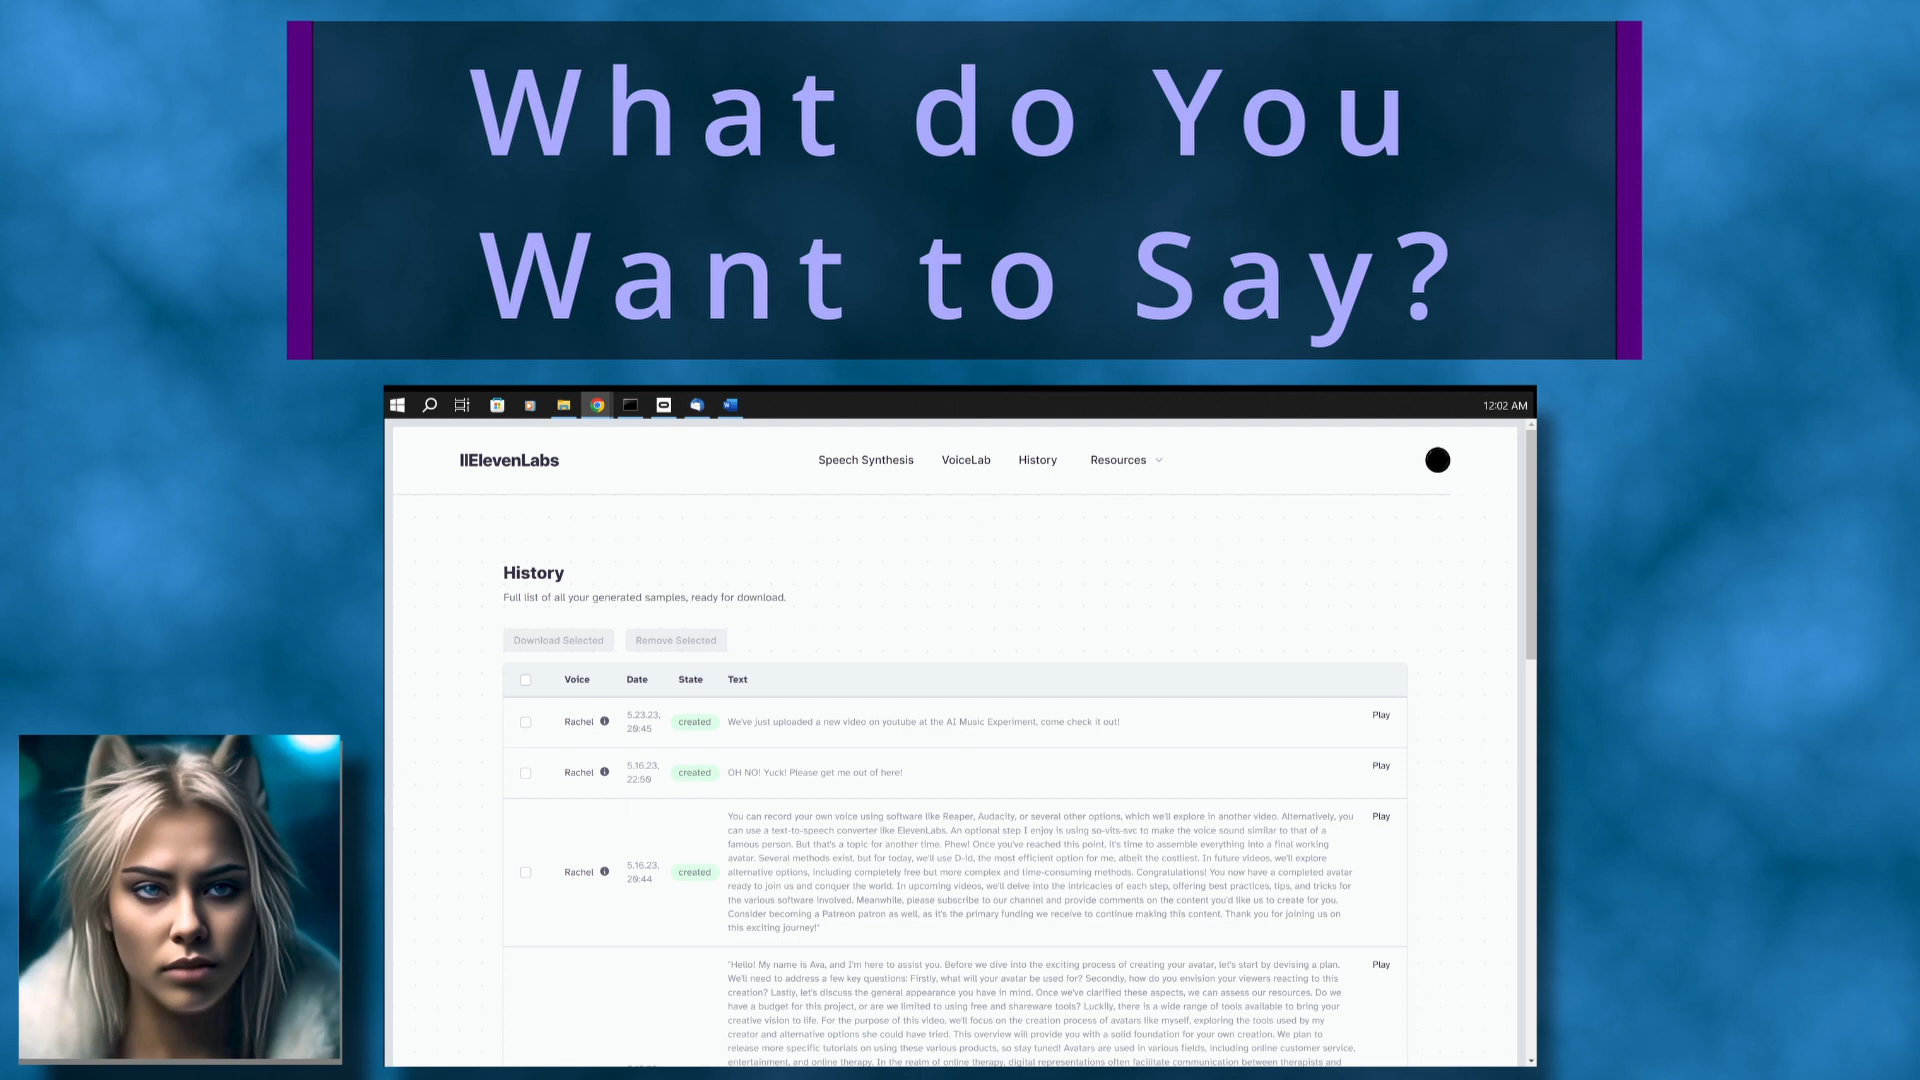 What do You
Want to Say?
12:02 AM
IIElevenLabs
Speech Synthesis VoiceLab History Resources
History
Full list of all your generated samples, ready for download.
Download Selected Remove Selected
Voice Date State Text
Rachel 5.23.23, 20:45 created We've just uploaded a new video on youtube at the AI Music Experiment, come check it out! Play
Rachel 5.16.23, 22:50 created OH NO! Yuck! Please get me out of here! Play
Rachel 5.16.23, 20:44 created
You can record your own voice using software like Reaper, Audacity, or several other options, which we'll explore in another video. Alternatively, you Play
can use a text-to-speech converter like ElevenLabs. An optional step I enjoy is using so-vits-svc to make the voice sound similar to that of a
famous person. But that's a topic for another time. Phew! Once you've reached this point, it's time to assemble everything into a final working
avatar. Several methods exist, but for today, we'll use D-id, the most efficient option for me, albeit the costliest. In future videos, we'll explore
alternative options, including completely free but more complex and time-consuming methods. Congratulations! You now have a completed avatar
ready to join us and conquer the world. In upcoming videos, we'll delve into the intricacies of each step, offering best practices, tips, and tricks for
the various software involved. Meanwhile, please subscribe to our channel and provide comments on the content you'd like us to create for you.
Consider becoming a Patreon patron as well, as it's the primary funding we receive to continue making this content. Thank you for joining us on
this exciting journey!"
"Hello! My name is Ava, and I'm here to assist you. Before we dive into the exciting process of creating your avatar, let's start by devising a plan. Play
We'll need to address a few key questions: Firstly, what will your avatar be used for? Secondly, how do you envision your viewers reacting to this
creation? Lastly, let's discuss the general appearance you have in mind. Once we've clarified these aspects, we can assess our resources. Do we
have a budget for this project, or are we limited to using free and shareware tools? Luckily, there is a wide range of tools available to bring your
creative vision to life. For the purpose of this video, we'll focus on the creation process of avatars like myself, exploring the tools used by my
creator and alternative options she could have tried. This overview will provide you with a solid foundation for your own creation. We plan to
release more specific tutorials on using these various products, so stay tuned! Avatars are used in various fields, including online customer service,
entertainment, and online therapy. In the realm of online therapy, digital representations often facilitate communication between therapists and